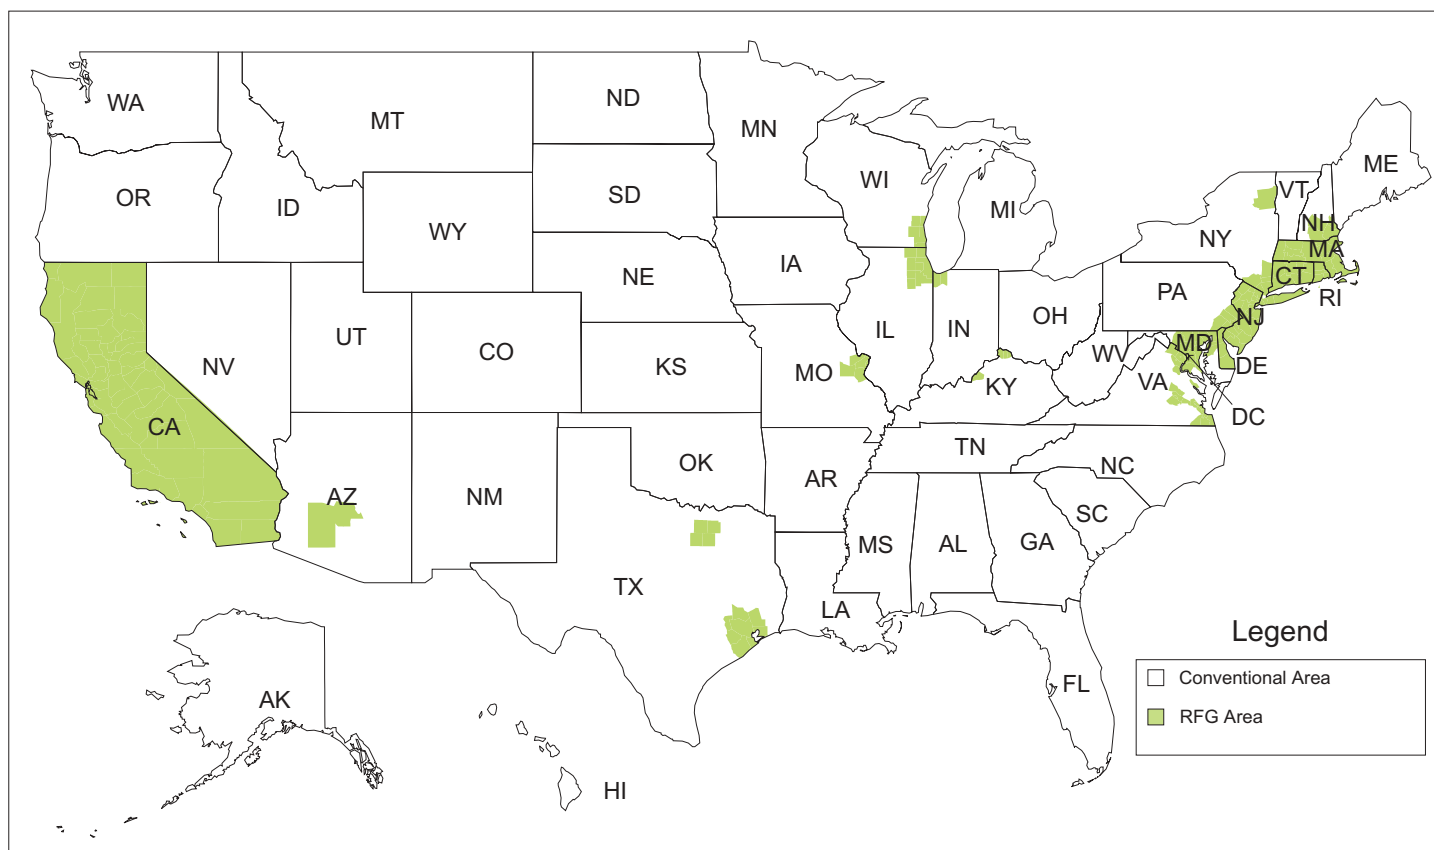 WA
MT
ND
MN
OR
ID
WY
SD
WI
MI
NY
VT
NH
ME
MA
CT
RI
NE
IA
PA
NJ
NV
UT
CO
KS
MO
IL
IN
OH
WV
MD
DE
VA
KY
DC
CA
AZ
NM
OK
AR
TN
NC
SC
MS
AL
GA
TX
LA
FL
AK
HI
Legend
Conventional Area
RFG Area